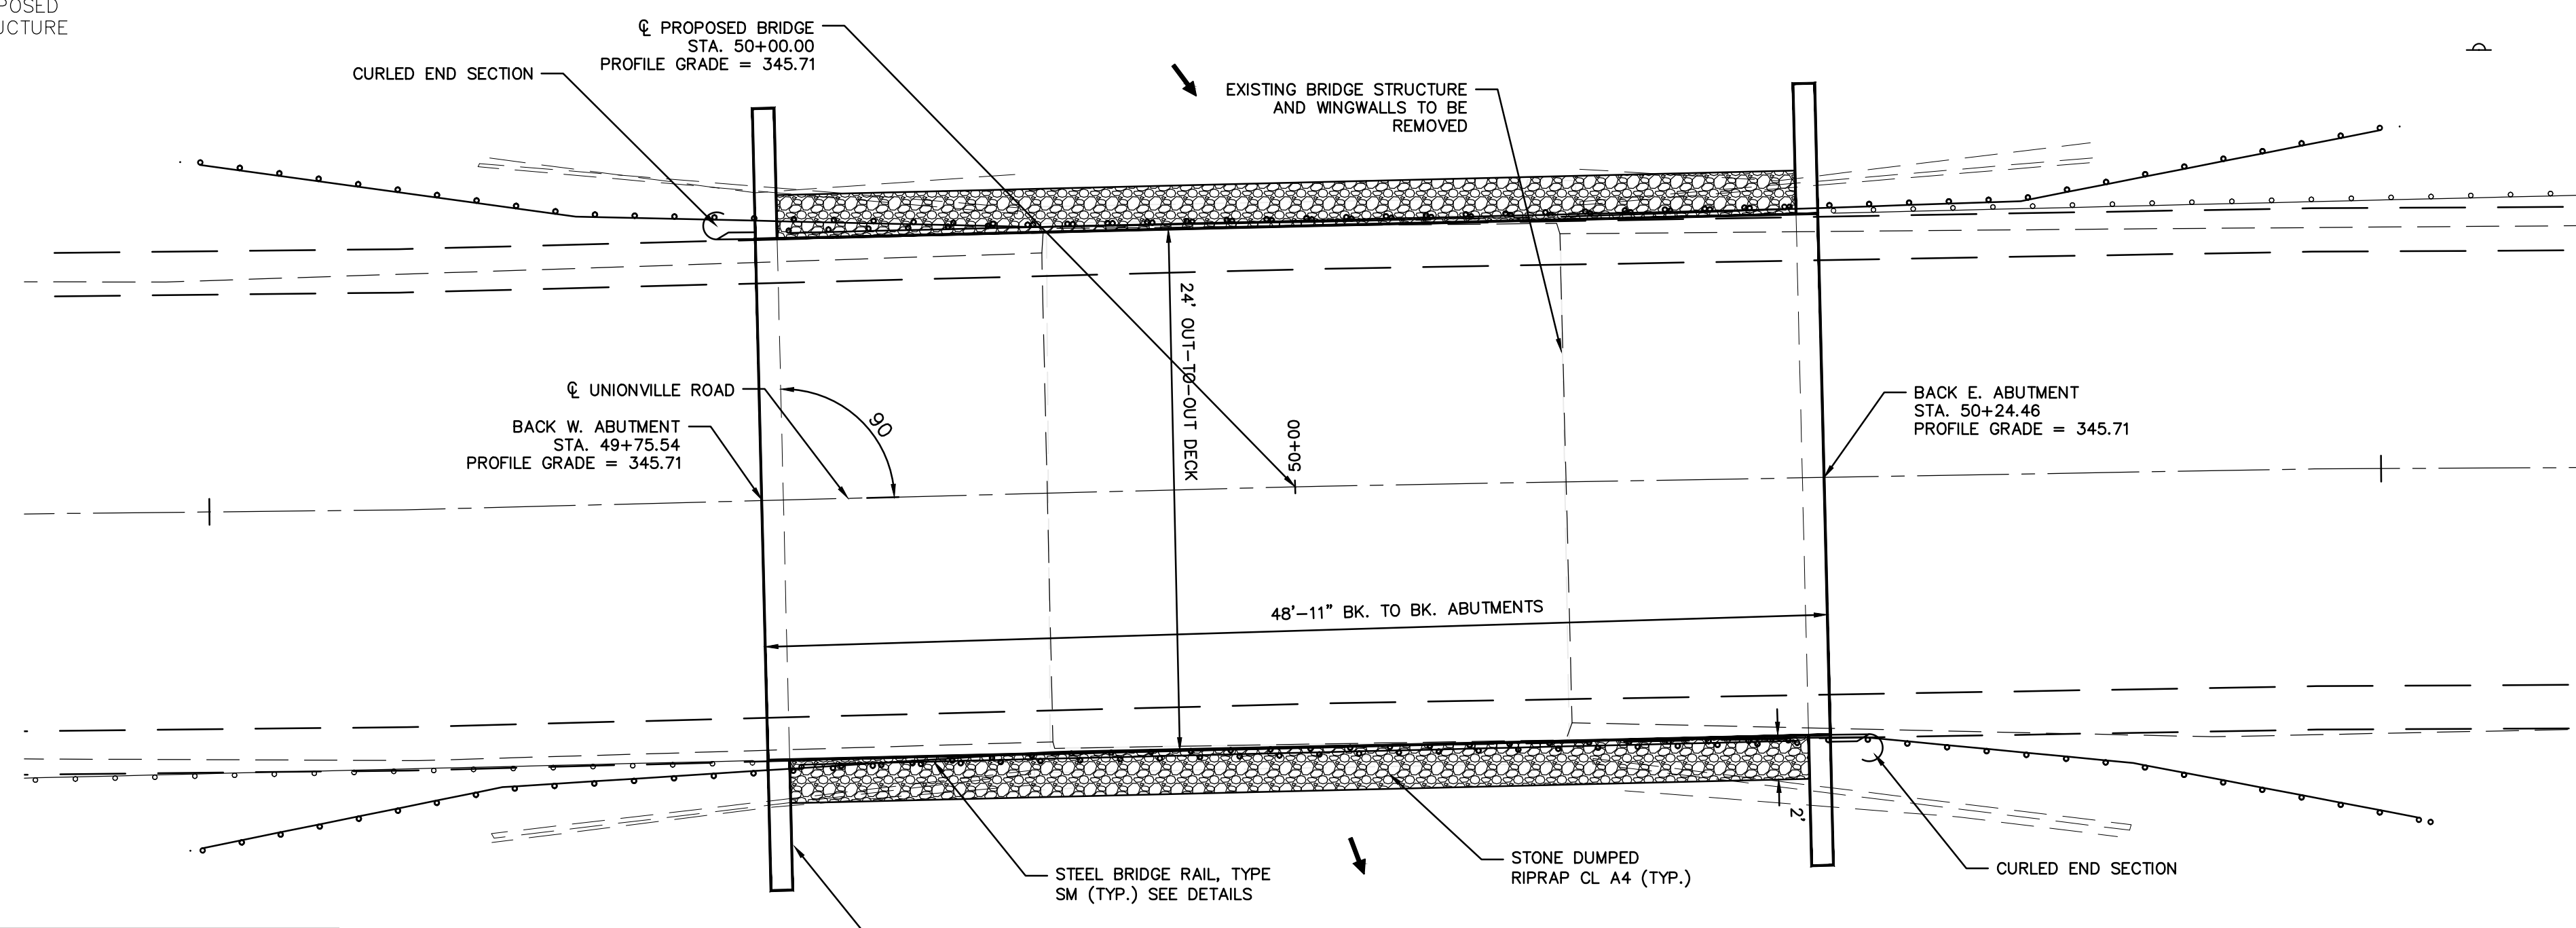 POSED
UCTURE
℄ PROPOSED BRIDGE
STA. 50+00.00
PROFILE GRADE = 345.71
CURLED END SECTION
EXISTING BRIDGE STRUCTURE
AND WINGWALLS TO BE
REMOVED
24' OUT-TO-OUT DECK
℄ UNIONVILLE ROAD
90
BACK W. ABUTMENT
STA. 49+75.54
PROFILE GRADE = 345.71
50+00
BACK E. ABUTMENT
STA. 50+24.46
PROFILE GRADE = 345.71
48'-11" BK. TO BK. ABUTMENTS
2'
STEEL BRIDGE RAIL, TYPE
SM (TYP.) SEE DETAILS
STONE DUMPED
RIPRAP CL A4 (TYP.)
CURLED END SECTION